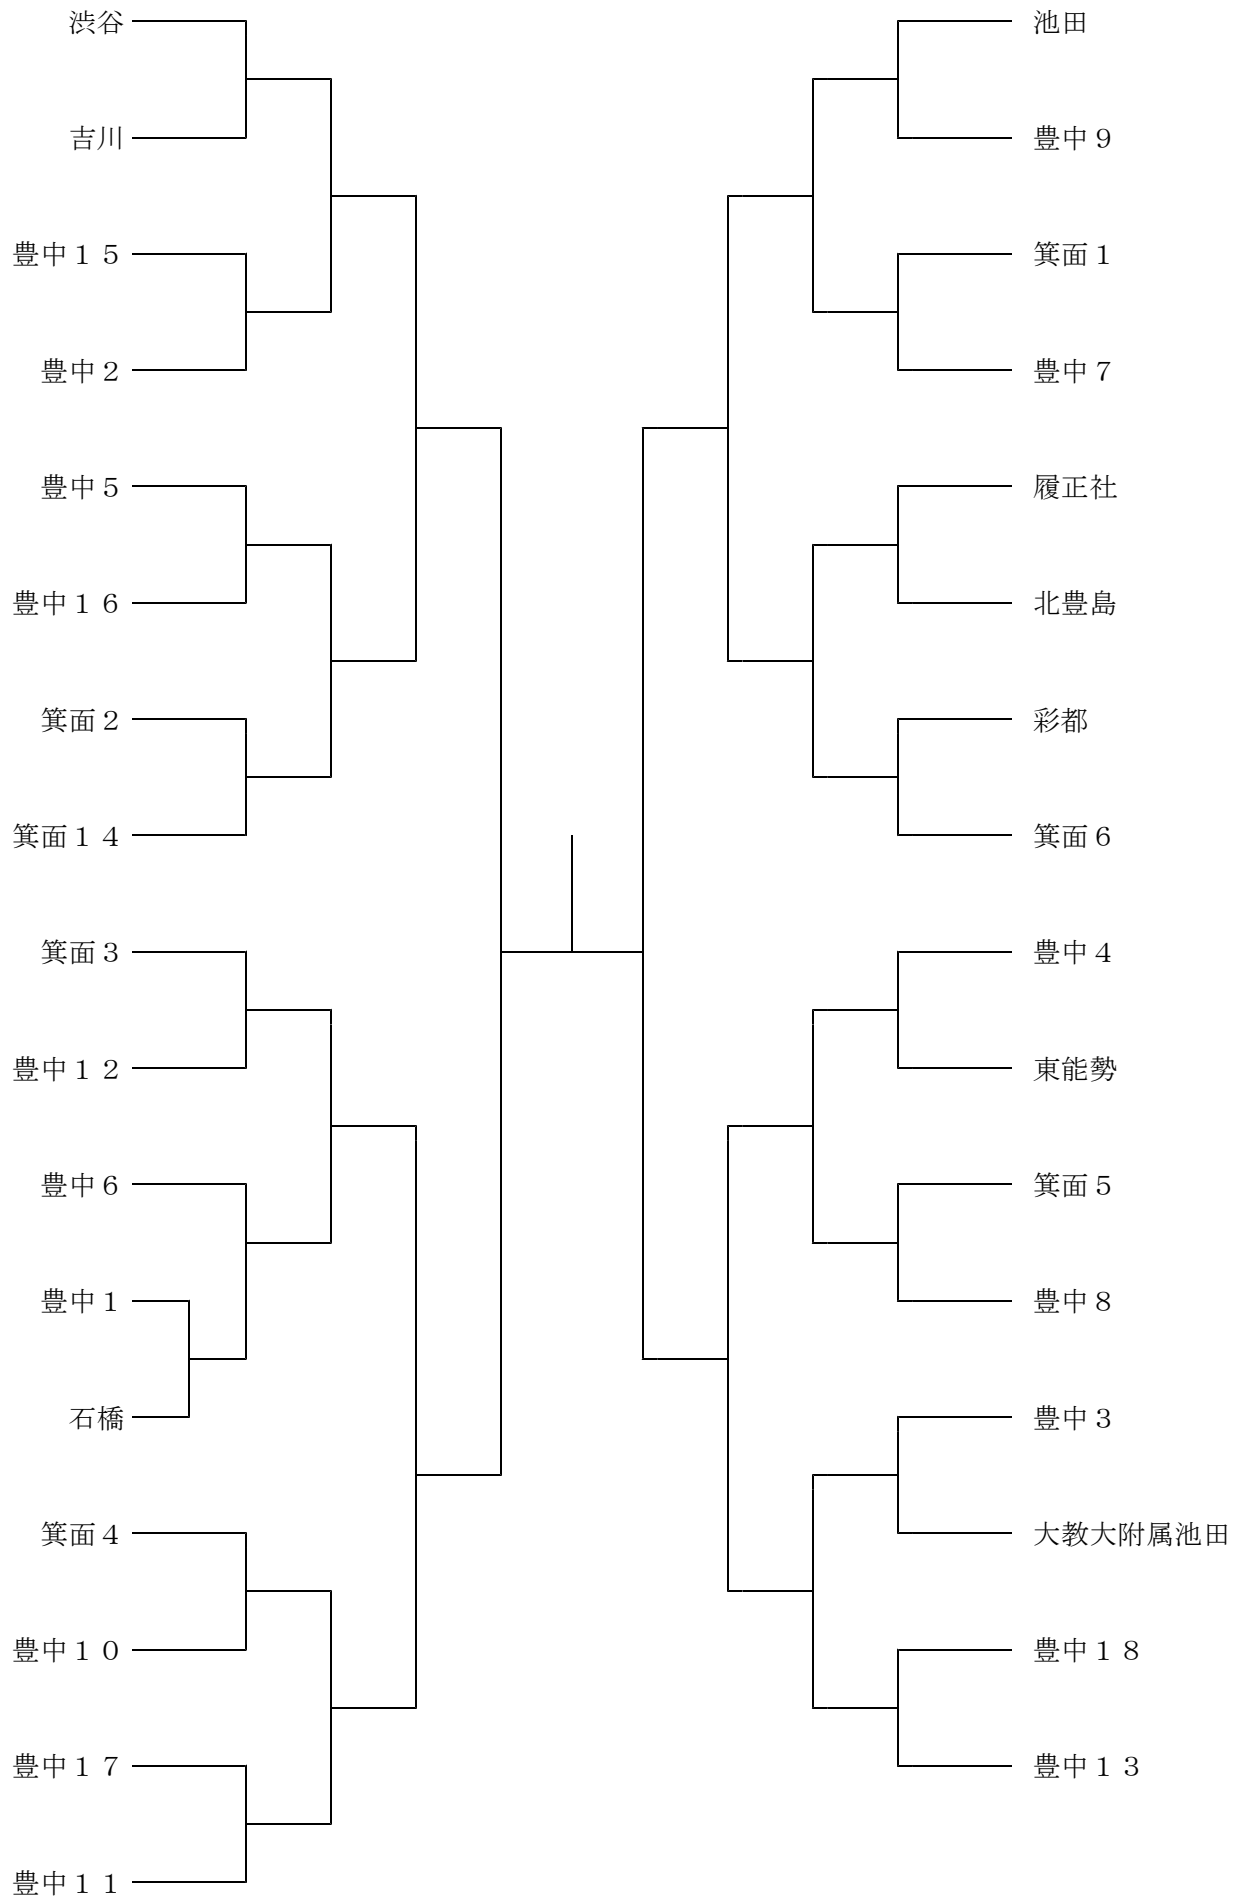 渋谷
吉川
豊中１５
豊中２
豊中５
豊中１６
箕面２
箕面１４
箕面３
豊中１２
豊中６
豊中１
石橋
箕面４
豊中１０
豊中１７
豊中１１
池田
豊中９
箕面１
豊中７
履正社
北豊島
彩都
箕面６
豊中４
東能勢
箕面５
豊中８
豊中３
大教大附属池田
豊中１８
豊中１３